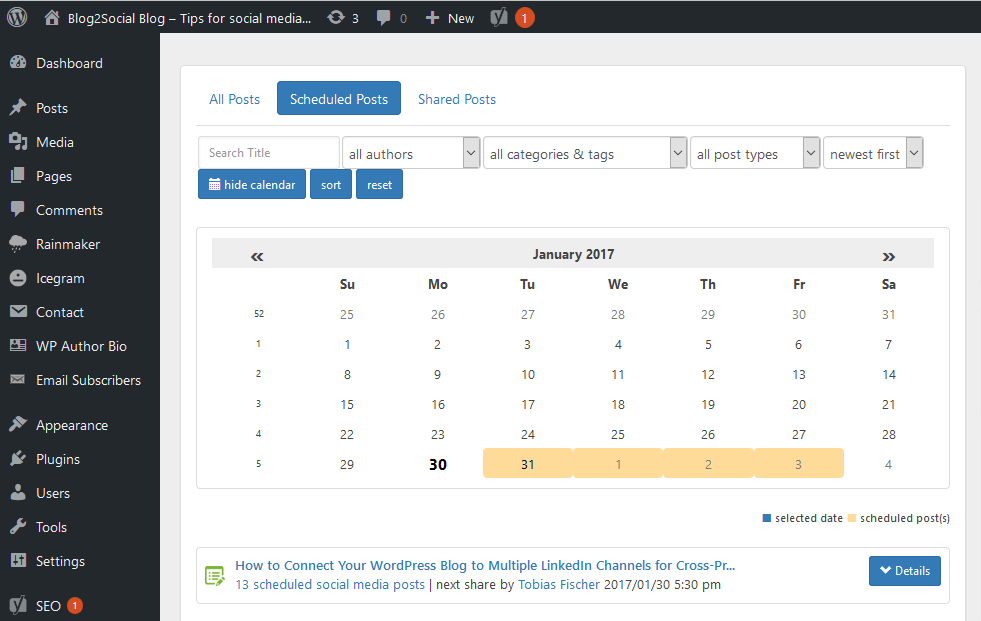 Blog2Social Blog – Tips for social media... 3 0 New 1
Dashboard
Posts
Media
Pages
Comments
Rainmaker
Icegram
Contact
WP Author Bio
Email Subscribers
Appearance
Plugins
Users
Tools
Settings
SEO 1
All Posts Scheduled Posts Shared Posts
Search Title all authors all categories & tags all post types newest first
hide calendar sort reset
« January 2017 »
Su Mo Tu We Th Fr Sa
52 25 26 27 28 29 30 31
1 1 2 3 4 5 6 7
2 8 9 10 11 12 13 14
3 15 16 17 18 19 20 21
4 22 23 24 25 26 27 28
5 29 30 31 1 2 3 4
selected date scheduled post(s)
How to Connect Your WordPress Blog to Multiple LinkedIn Channels for Cross-Pr...
13 scheduled social media posts | next share by Tobias Fischer 2017/01/30 5:30 pm
Details